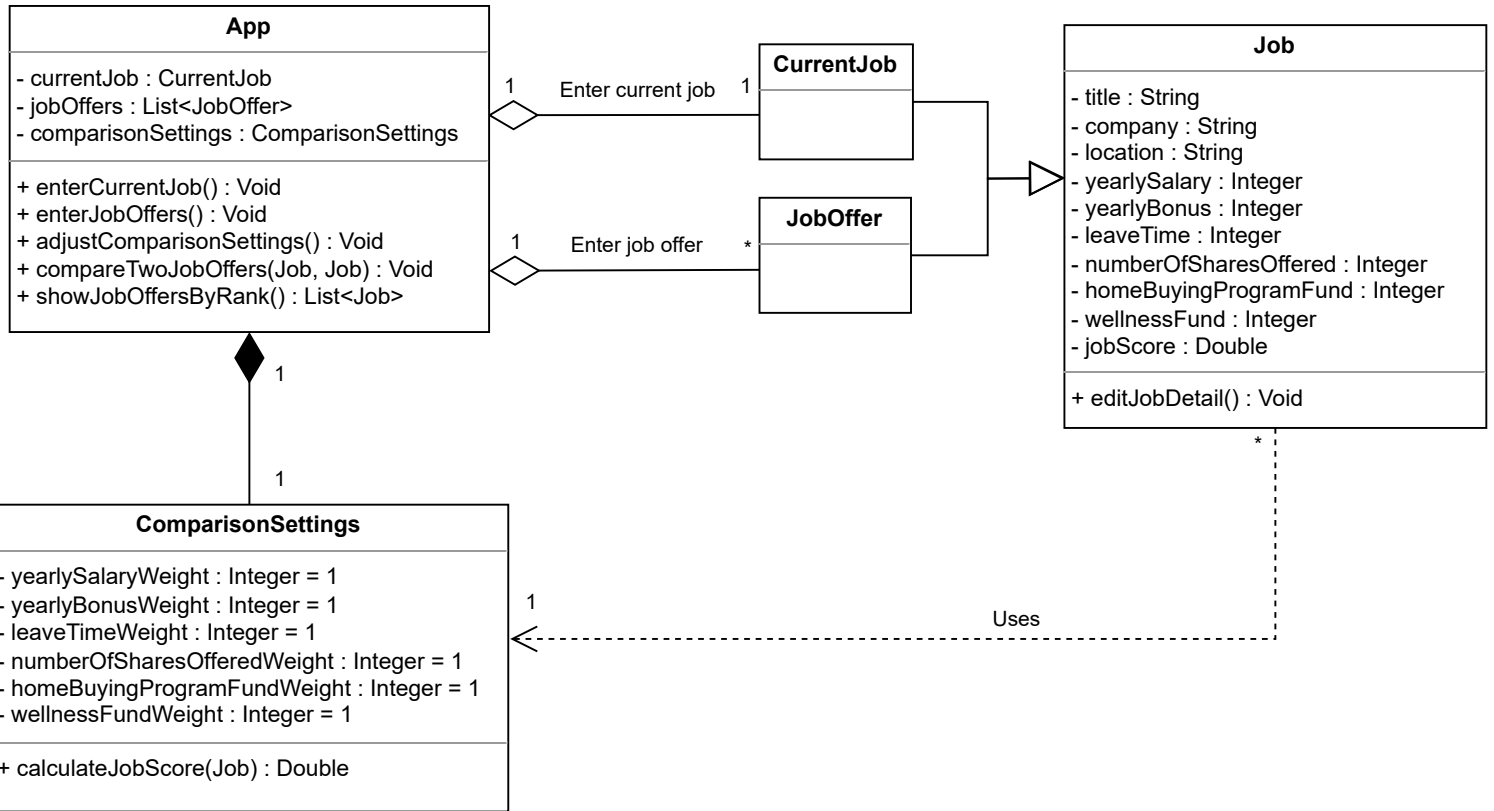 App
- currentJob : CurrentJob
- jobOffers : List<JobOffer>
- comparisonSettings : ComparisonSettings
+ enterCurrentJob() : Void
+ enterJobOffers() : Void
+ adjustComparisonSettings() : Void
+ compareTwoJobOffers(Job, Job) : Void
+ showJobOffersByRank() : List<Job>
1
Enter current job
1
CurrentJob
1
Enter job offer
*
JobOffer
Job
- title : String
- company : String
- location : String
- yearlySalary : Integer
- yearlyBonus : Integer
- leaveTime : Integer
- numberOfSharesOffered : Integer
- homeBuyingProgramFund : Integer
- wellnessFund : Integer
- jobScore : Double
+ editJobDetail() : Void
*
1
1
ComparisonSettings
- yearlySalaryWeight : Integer = 1
- yearlyBonusWeight : Integer = 1
- leaveTimeWeight : Integer = 1
- numberOfSharesOfferedWeight : Integer = 1
- homeBuyingProgramFundWeight : Integer = 1
- wellnessFundWeight : Integer = 1
+ calculateJobScore(Job) : Double
1
Uses